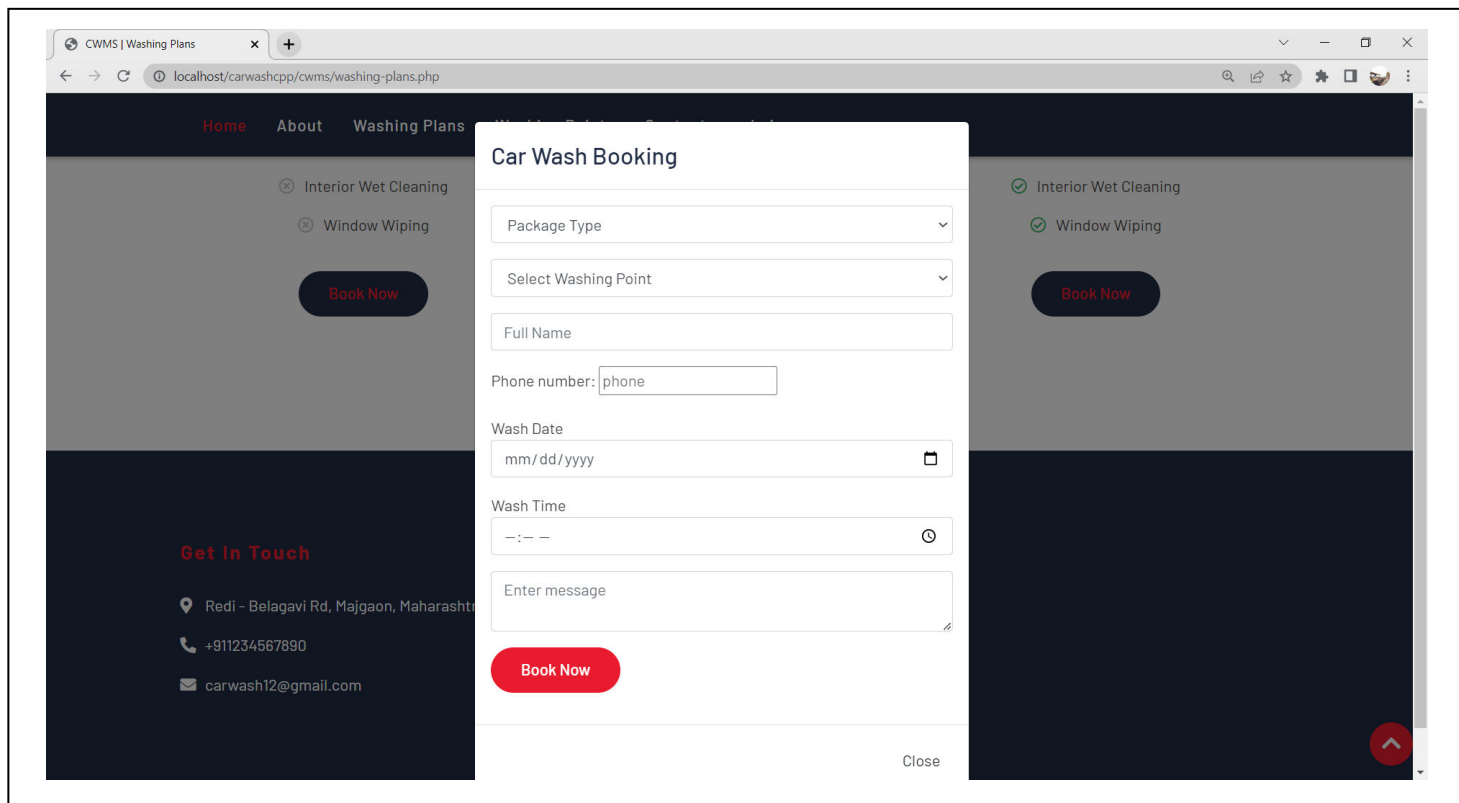 CWMS | Washing Plans
localhost/carwashcpp/cwms/washing-plans.php
Home About Washing Plans
Car Wash Booking
Interior Wet Cleaning
Window Wiping
Book Now
Package Type
Select Washing Point
Full Name
Phone number: phone
Wash Date
mm/dd/yyyy
Wash Time
--:-- --
Enter message
Book Now
Close
Interior Wet Cleaning
Window Wiping
Book Now
Get In Touch
Redi - Belagavi Rd, Majgaon, Maharashtr
+911234567890
carwash12@gmail.com